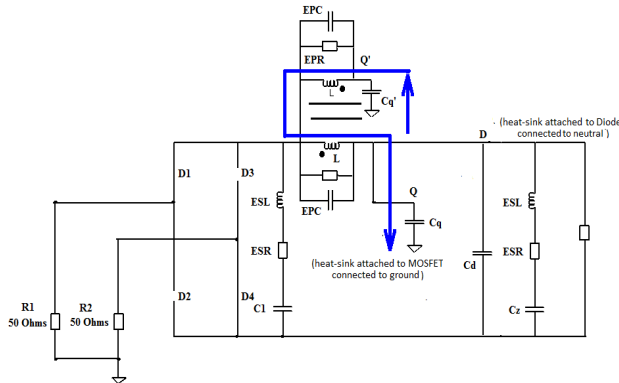 EPC
EPR
Q'
L
Cq'
(heat-sink attached to Diode
connected to neutral)
D
D1
D3
L
ESL
EPC
Q
Cq
ESL
ESR
(heat-sink attached to MOSFET
connected to ground)
Cd
ESR
D2
D4
C1
Cz
R1
50 Ohms
R2
50 Ohms